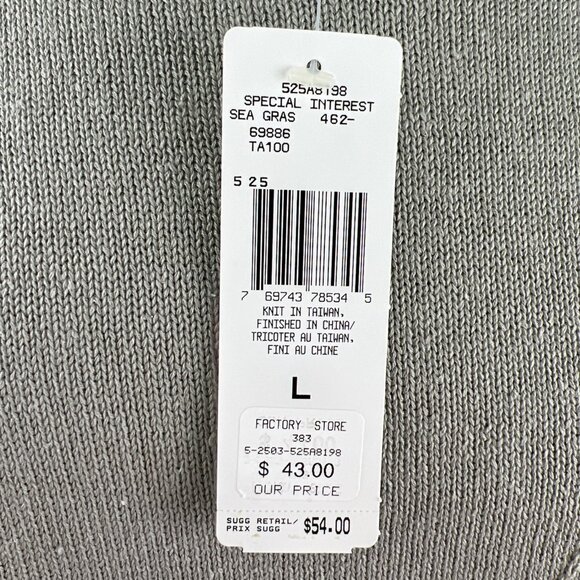 525A8198
SPECIAL INTEREST
SEA GRAS 462-
69886
TA100
525
7 69743 78534 5
KNIT IN TAIWAN,
FINISHED IN CHINA/
TRICOTER AU TAIWAN,
FINI AU CHINE
L
FACTORY STORE
383
5-2503-525A8198
$ 43.00
OUR PRICE
SUGG RETAIL/
PRIX SUGG $54.00